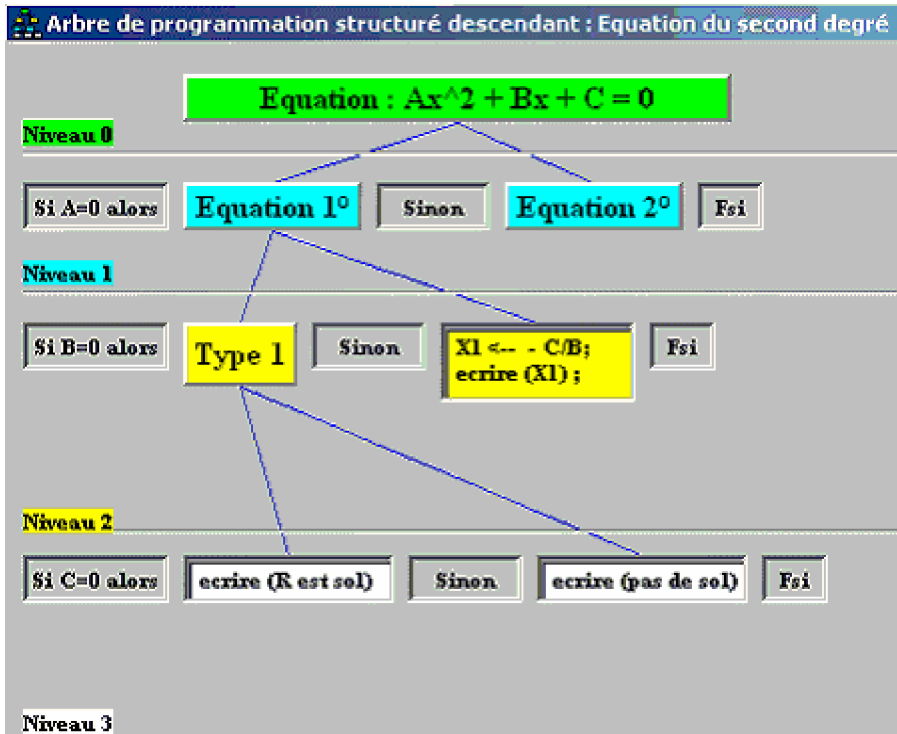 Arbre de programmation structuré descendant : Equation du second degré
Equation : Ax^2 + Bx + C = 0
Niveau 0
Si A=0 alors Equation 1° Sinon Equation 2° Fsi
Niveau 1
Si B=0 alors Type 1 Sinon X1 <-- - C/B; Fsi
ecrire (X1) ;
Niveau 2
Si C=0 alors ecrire (R est sol) Sinon ecrire (pas de sol) Fsi
Niveau 3